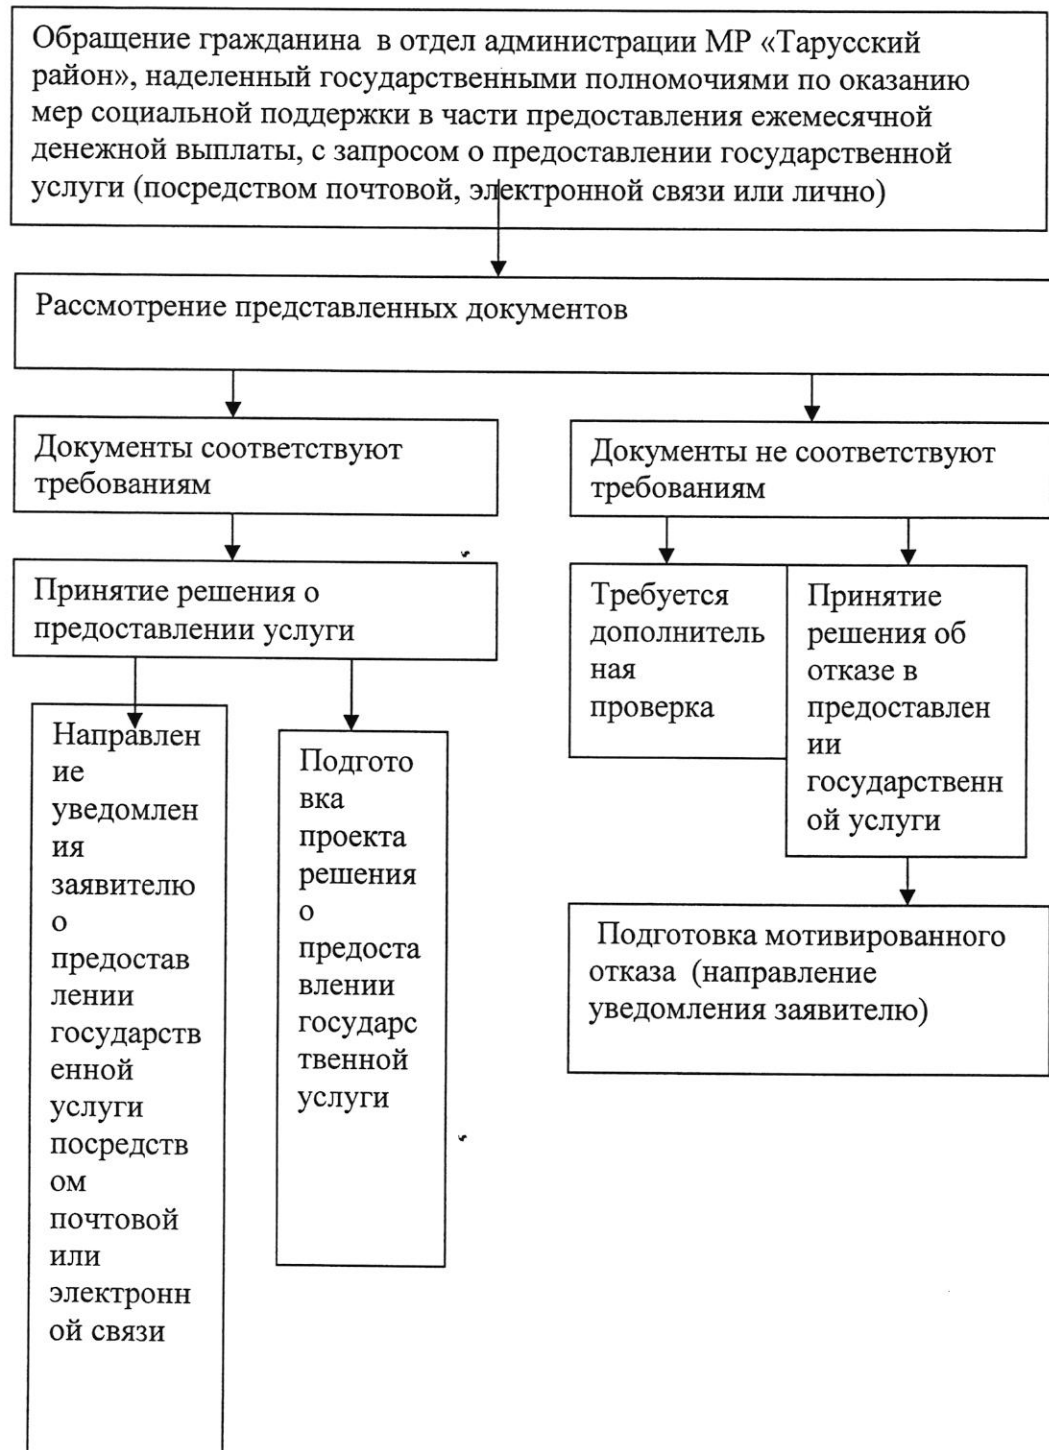 Обращение гражданина  в отдел администрации МР «Тарусский
район», наделенный государственными полномочиями по оказанию
мер социальной поддержки в части предоставления ежемесячной
денежной выплаты, с запросом о предоставлении государственной
услуги (посредством почтовой, электронной связи или лично)
Рассмотрение представленных документов
Документы соответствуют
требованиям
Документы не соответствуют
требованиям
Принятие решения о
предоставлении услуги
Требуется
дополнитель
ная
проверка
Принятие
решения об
отказе в
предоставлен
ии
государственн
ой услуги
Направлен
ие
уведомлен
ия
заявителю
о
предостав
лении
государств
енной
услуги
посредств
ом
почтовой
или
электронн
ой связи
Подгото
вка
проекта
решения
о
предоста
влении
государс
твенной
услуги
Подготовка мотивированного
отказа  (направление
уведомления заявителю)